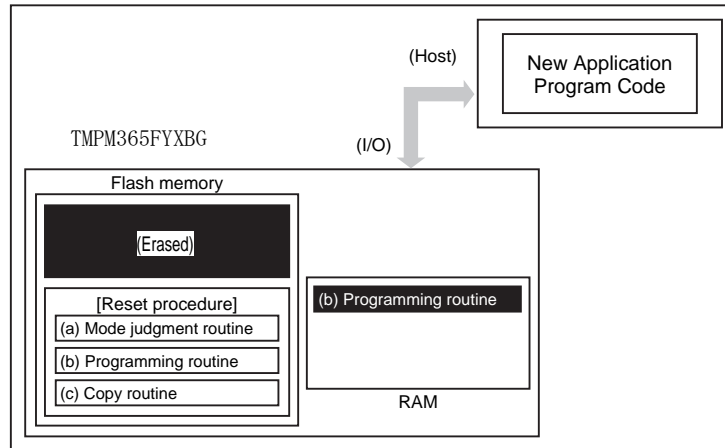 (Host)
New Application
Program Code
TMPM365FYXBG
(I/O)
Flash memory
(Erased)
[Reset procedure]
(a) Mode judgment routine
(b) Programming routine
(c) Copy routine
(b) Programming routine
RAM